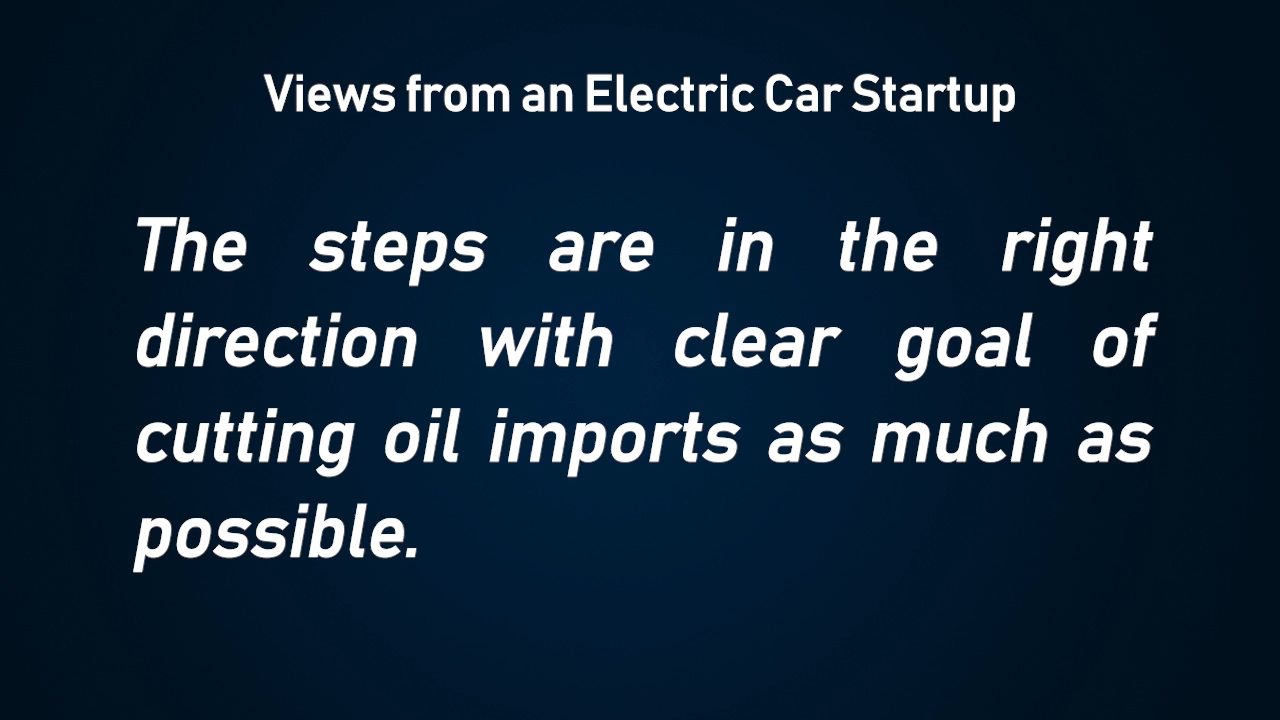 Views from an Electric Car Startup
The steps are in the right
direction with clear goal of
cutting oil imports as much as
possible.